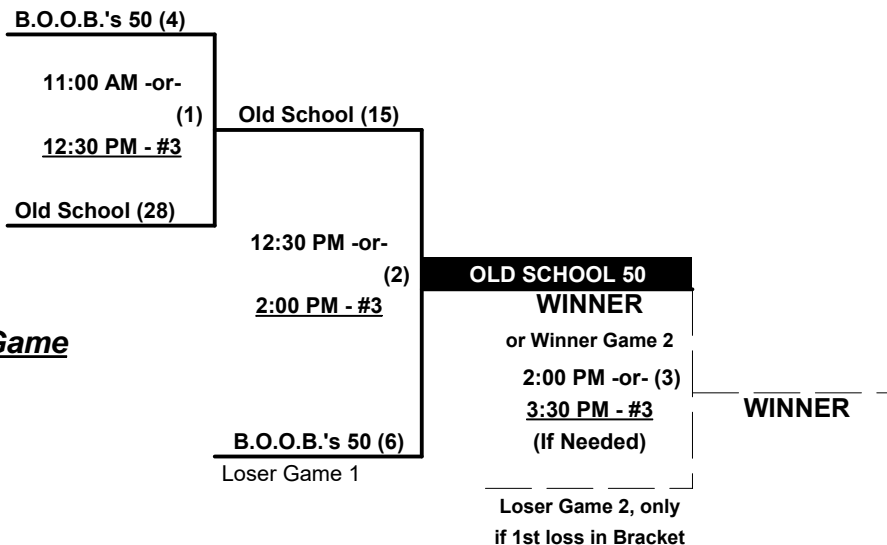 B.O.O.B.'s 50 (4)
11:00 AM -or-
(1)
12:30 PM - #3
Old School (28)
Old School (15)
12:30 PM -or-
(2)
2:00 PM - #3
B.O.O.B.'s 50 (6)
Loser Game 1
Game
OLD SCHOOL 50
WINNER
or Winner Game 2
2:00 PM -or- (3)
3:30 PM - #3
(If Needed)
Loser Game 2, only
if 1st loss in Bracket
WINNER